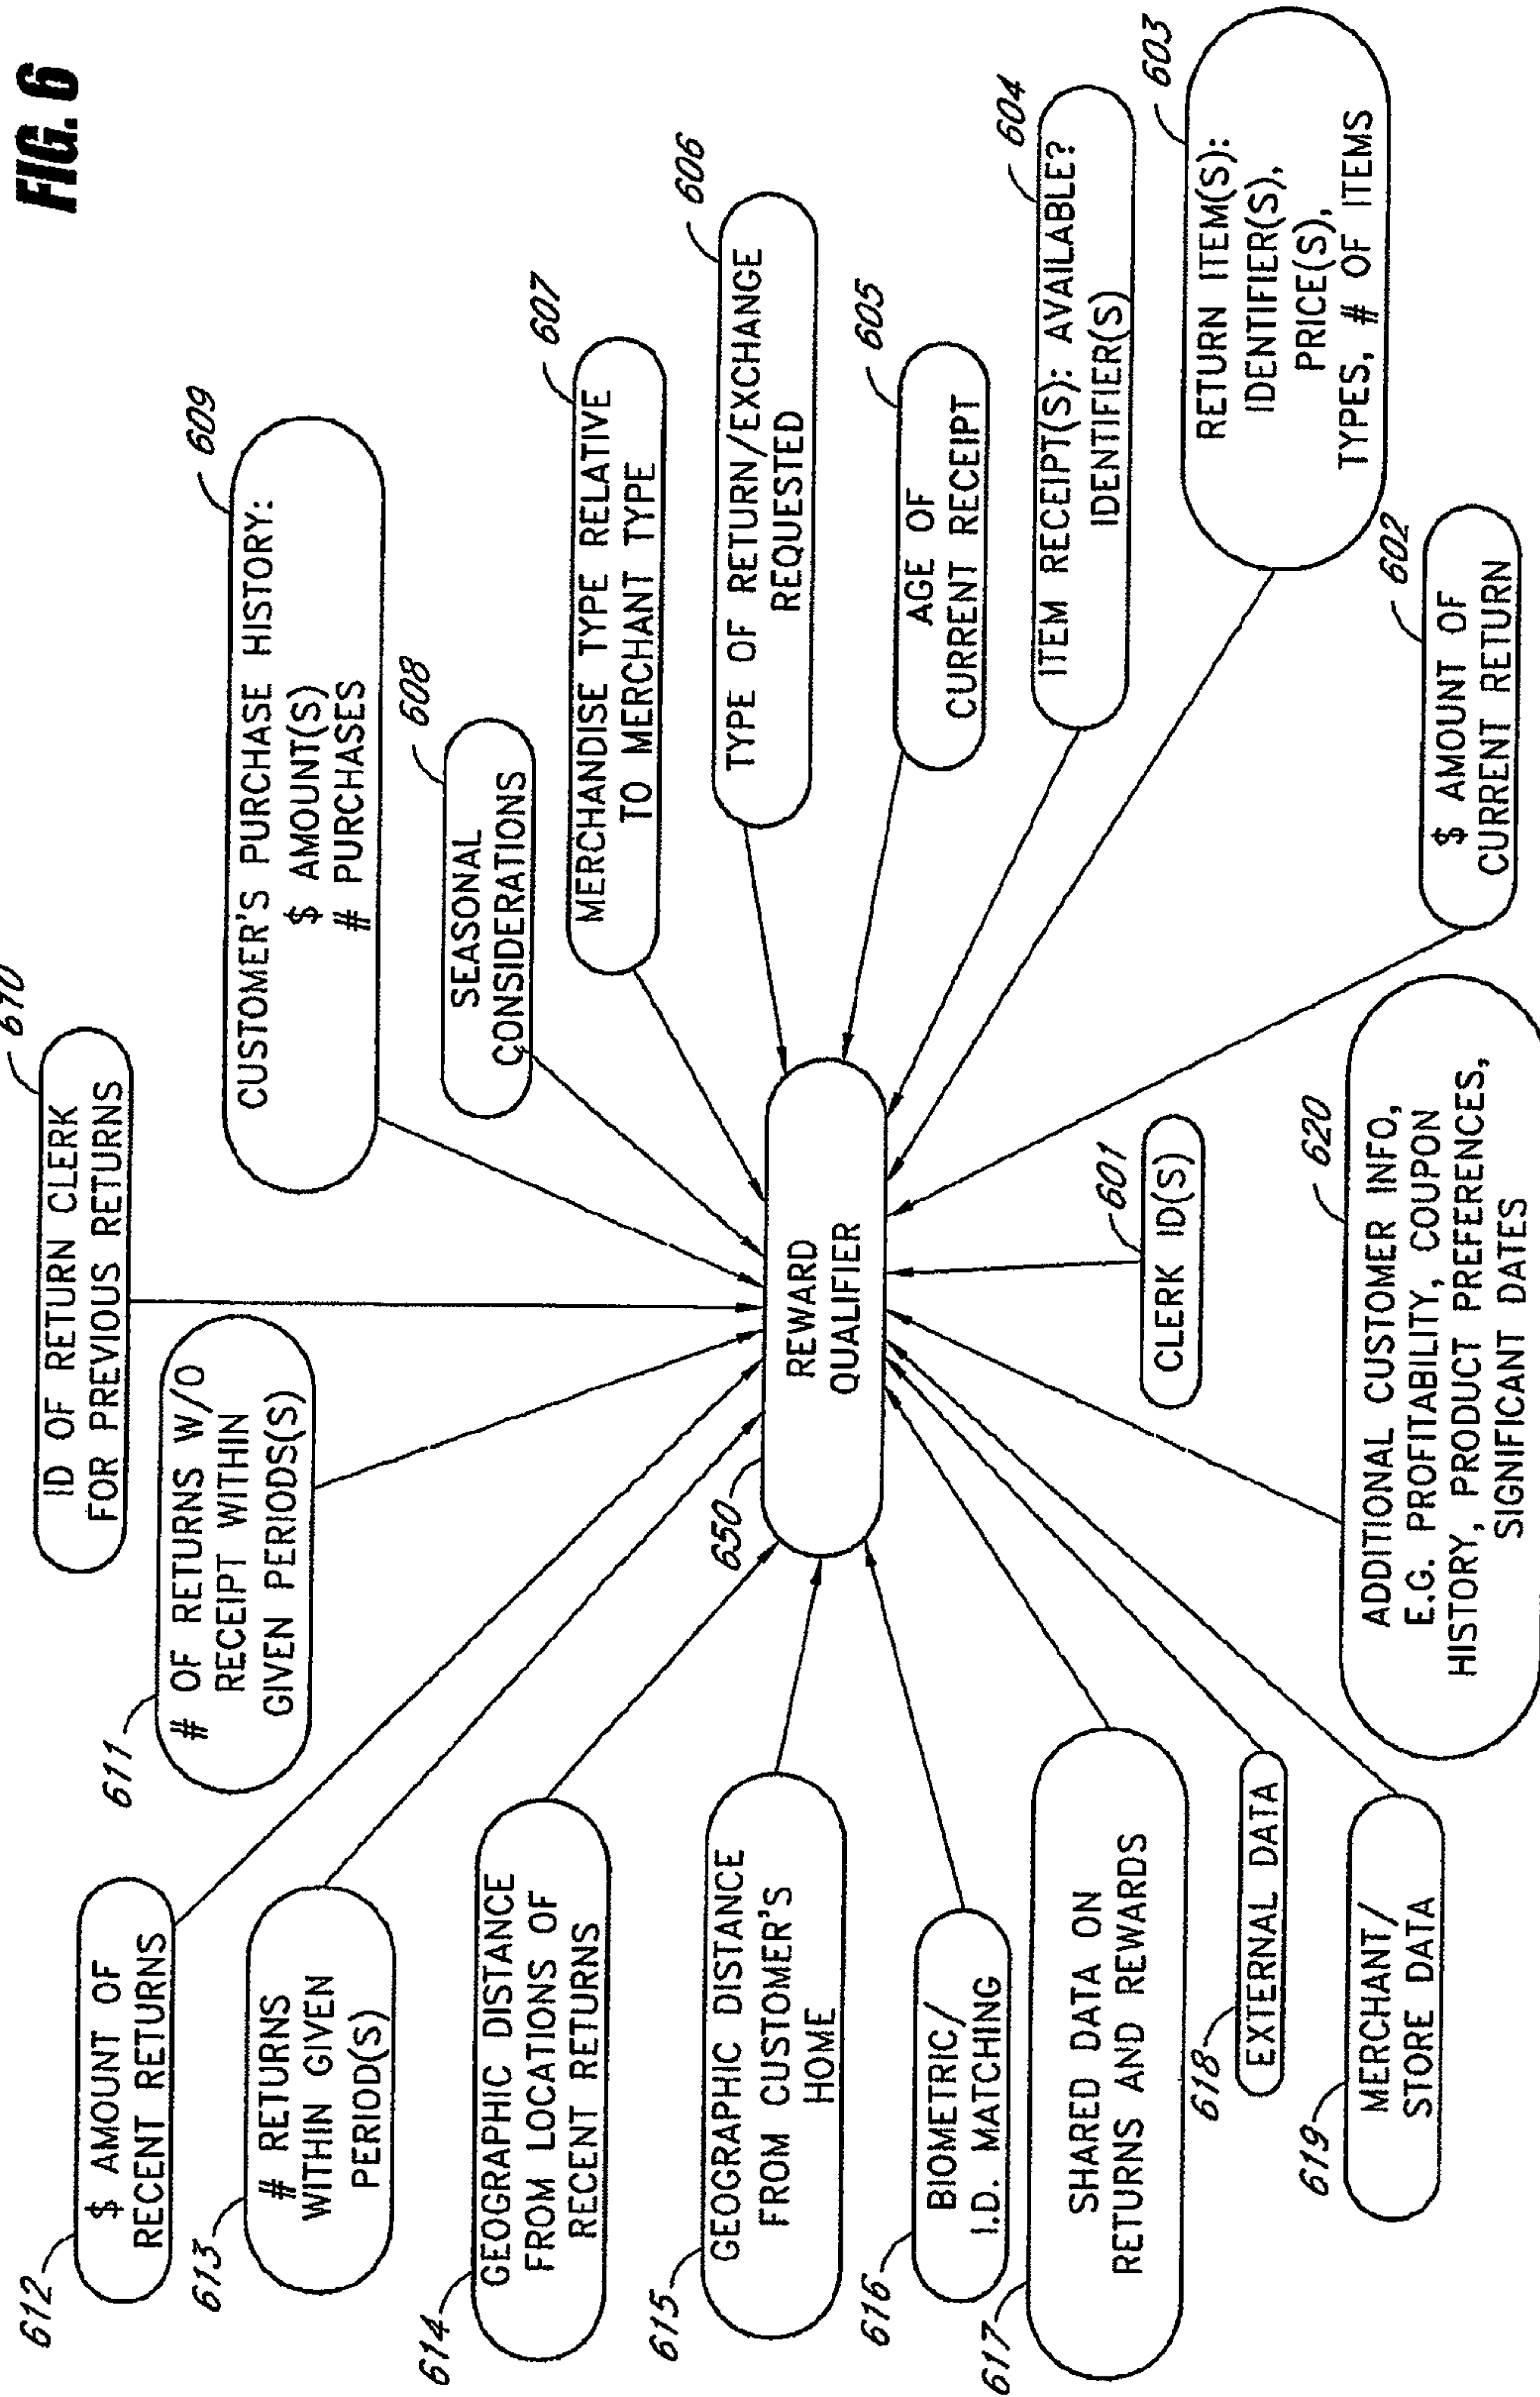 FIG. 6
610
ID OF RETURN CLERK
FOR PREVIOUS RETURNS
609
CUSTOMER'S PURCHASE HISTORY:
$ AMOUNT(S)
# PURCHASES
608
SEASONAL
CONSIDERATIONS
607
MERCHANDISE TYPE RELATIVE
TO MERCHANT TYPE
606
TYPE OF RETURN/EXCHANGE
REQUESTED
605
AGE OF
CURRENT RECEIPT
604
ITEM RECEIPT(S): AVAILABLE?
IDENTIFIER(S)
603
RETURN ITEM(S):
IDENTIFIER(S),
PRICE(S),
TYPES, # OF ITEMS
602
$ AMOUNT OF
CURRENT RETURN
601
CLERK ID(S)
620
ADDITIONAL CUSTOMER INFO,
E.G. PROFITABILITY, COUPON
HISTORY, PRODUCT PREFERENCES,
SIGNIFICANT DATES
611
# OF RETURNS W/O
RECEIPT WITHIN
GIVEN PERIODS(S)
612
$ AMOUNT OF
RECENT RETURNS
613
# RETURNS
WITHIN GIVEN
PERIOD(S)
614
GEOGRAPHIC DISTANCE
FROM LOCATIONS OF
RECENT RETURNS
615
GEOGRAPHIC DISTANCE
FROM CUSTOMER'S
HOME
616
BIOMETRIC/
I.D. MATCHING
617
SHARED DATA ON
RETURNS AND REWARDS
618
EXTERNAL DATA
619
MERCHANT/
STORE DATA
650
REWARD
QUALIFIER